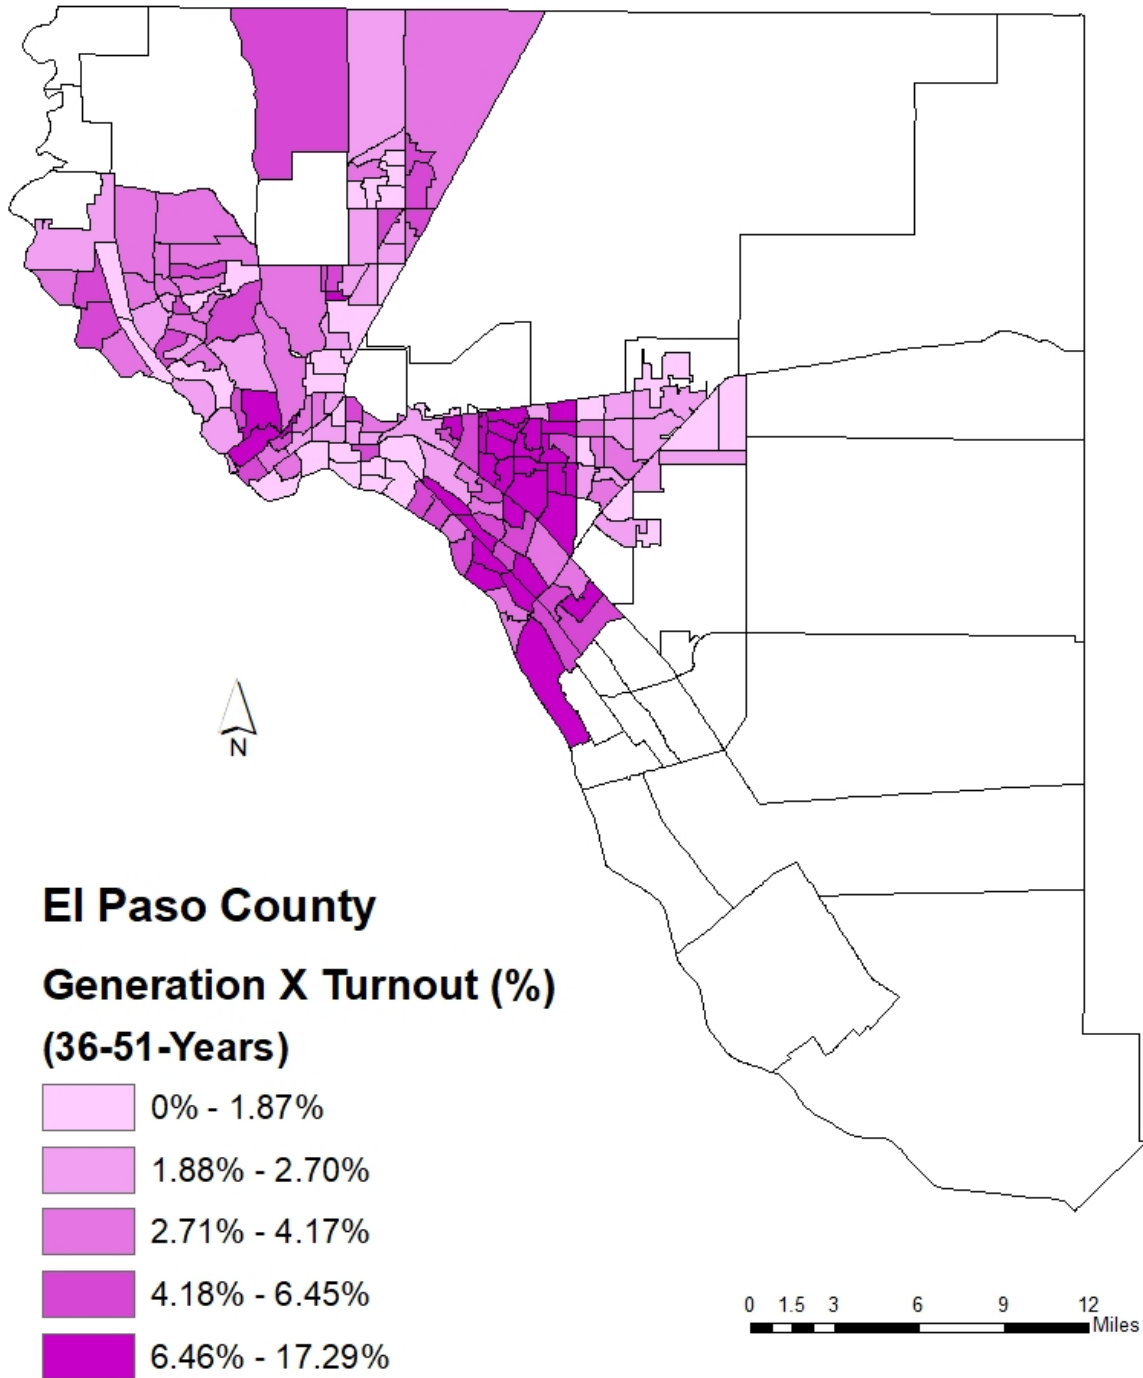 N
El Paso County
Generation X Turnout (%)
(36-51-Years)
0% - 1.87%
1.88% - 2.70%
2.71% - 4.17%
4.18% - 6.45%
6.46% - 17.29%
0 1.5 3 6 9 12
Miles